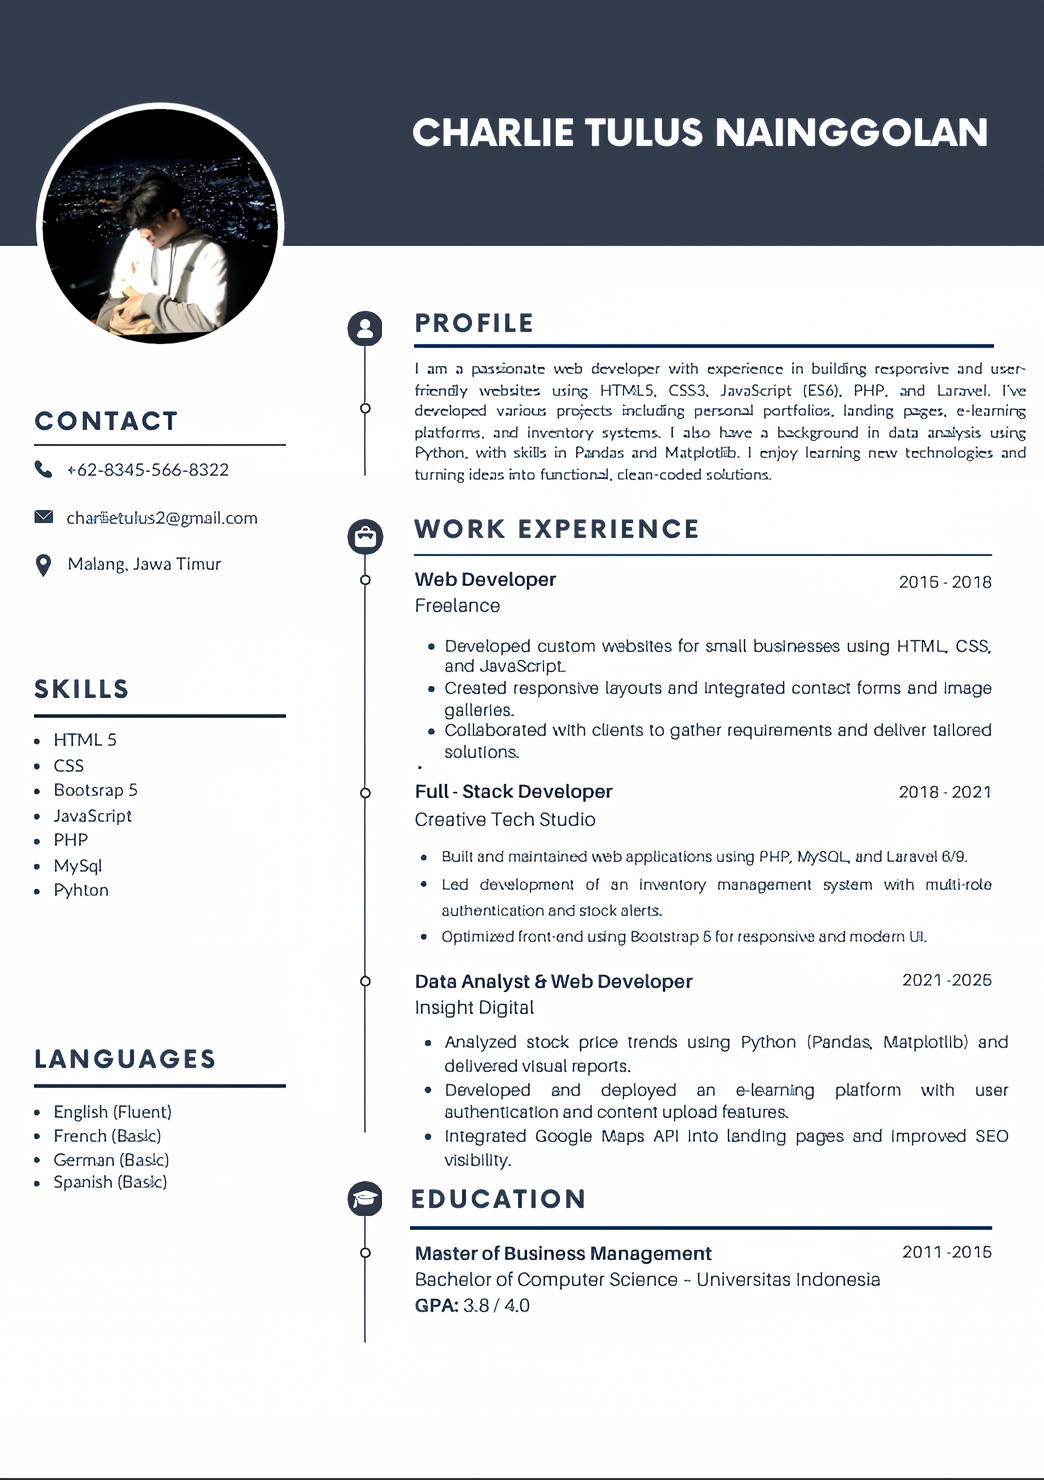 CHARLIE TULUS NAINGGOLAN
CONTACT
+62-8345-566-8322
charlietulus2@gmail.com
Malang, Jawa Timur
SKILLS
• HTML 5
• CSS
• Bootsrap 5
• JavaScript
• PHP
• MySql
• Pyhton
LANGUAGES
• English (Fluent)
• French (Basic)
• German (Basic)
• Spanish (Basic)
PROFILE
I am a passionate web developer with experience in building responsive and user-
friendly websites using HTML5, CSS3, JavaScript (ES6), PHP, and Laravel. I've
developed various projects including personal portfolios, landing pages, e-learning
platforms, and inventory systems. I also have a background in data analysis using
Python, with skills in Pandas and Matplotlib. I enjoy learning new technologies and
turning ideas into functional, clean-coded solutions.
WORK EXPERIENCE
Web Developer 2015 - 2018
Freelance
• Developed custom websites for small businesses using HTML, CSS,
and JavaScript.
• Created responsive layouts and integrated contact forms and image
galleries.
• Collaborated with clients to gather requirements and deliver tailored
solutions.
Full - Stack Developer 2018 - 2021
Creative Tech Studio
• Built and maintained web applications using PHP, MySQL, and Laravel 6/9.
• Led development of an inventory management system with multi-role
authentication and stock alerts.
• Optimized front-end using Bootstrap 5 for responsive and modern UI.
Data Analyst & Web Developer 2021 -2025
Insight Digital
• Analyzed stock price trends using Python (Pandas, Matplotlib) and
delivered visual reports.
• Developed and deployed an e-learning platform with user
authentication and content upload features.
• Integrated Google Maps API into landing pages and improved SEO
visibility.
EDUCATION
Master of Business Management 2011 -2015
Bachelor of Computer Science - Universitas Indonesia
GPA: 3.8 / 4.0